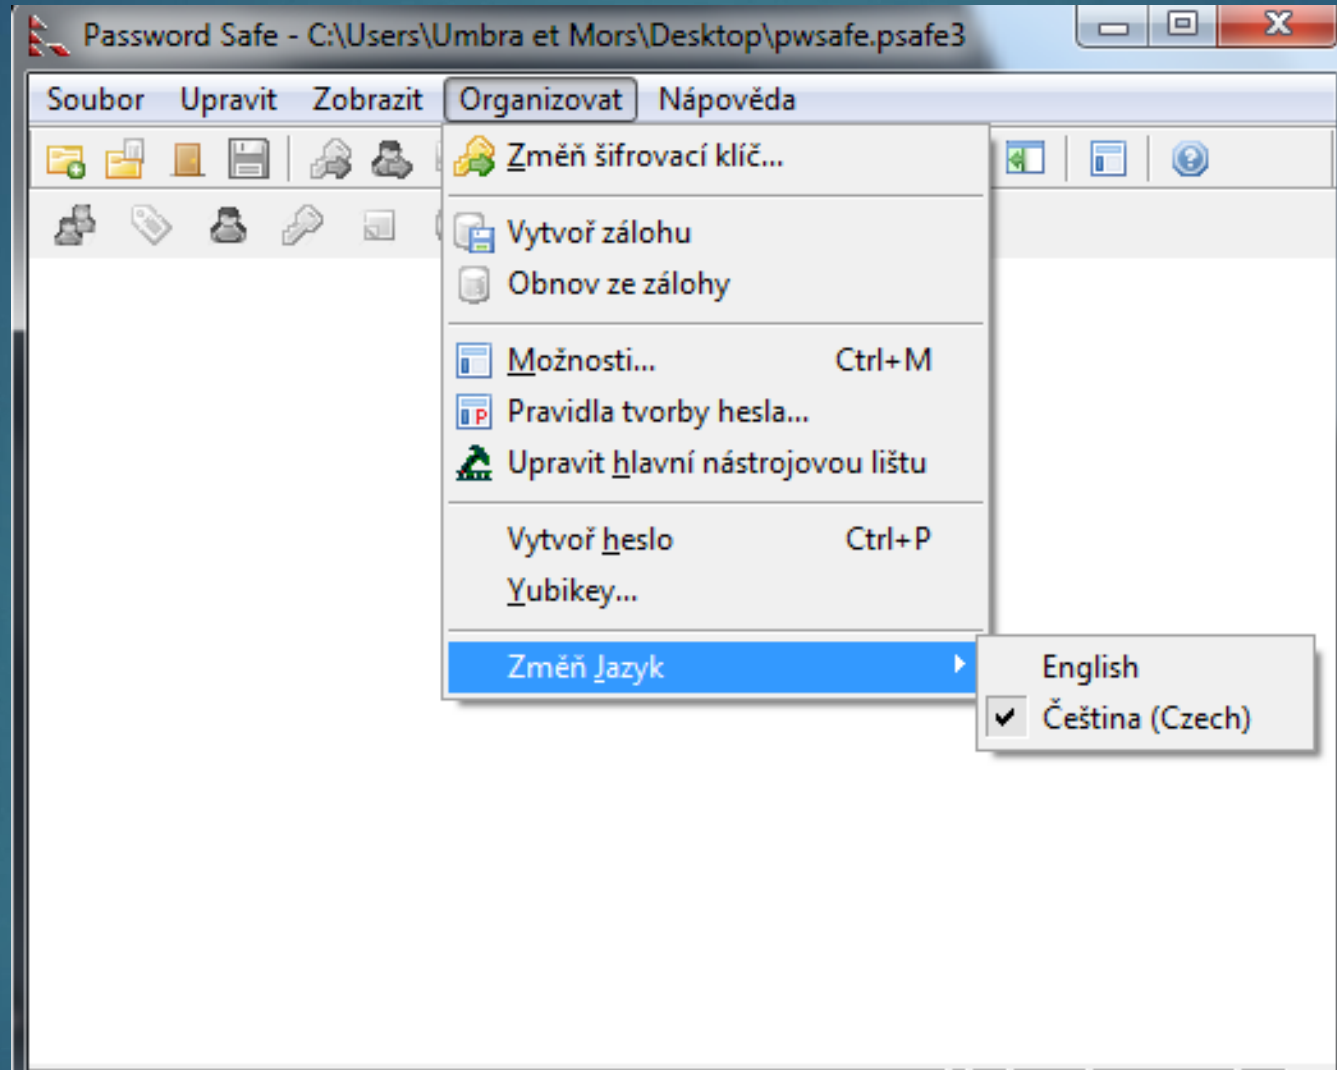 Password Safe - C:\Users\Umbra et Mors\Desktop\pwsafe.psafe3
Soubor Upravit Zobrazit Organizovat Nápověda
Změň šifrovací klíč...
Vytvoř zálohu
Obnov ze zálohy
Možnosti... Ctrl+M
Pravidla tvorby hesla...
Upravit hlavní nástrojovou lištu
Vytvoř heslo Ctrl+P
Yubikey...
Změň Jazyk
English
Čeština (Czech)